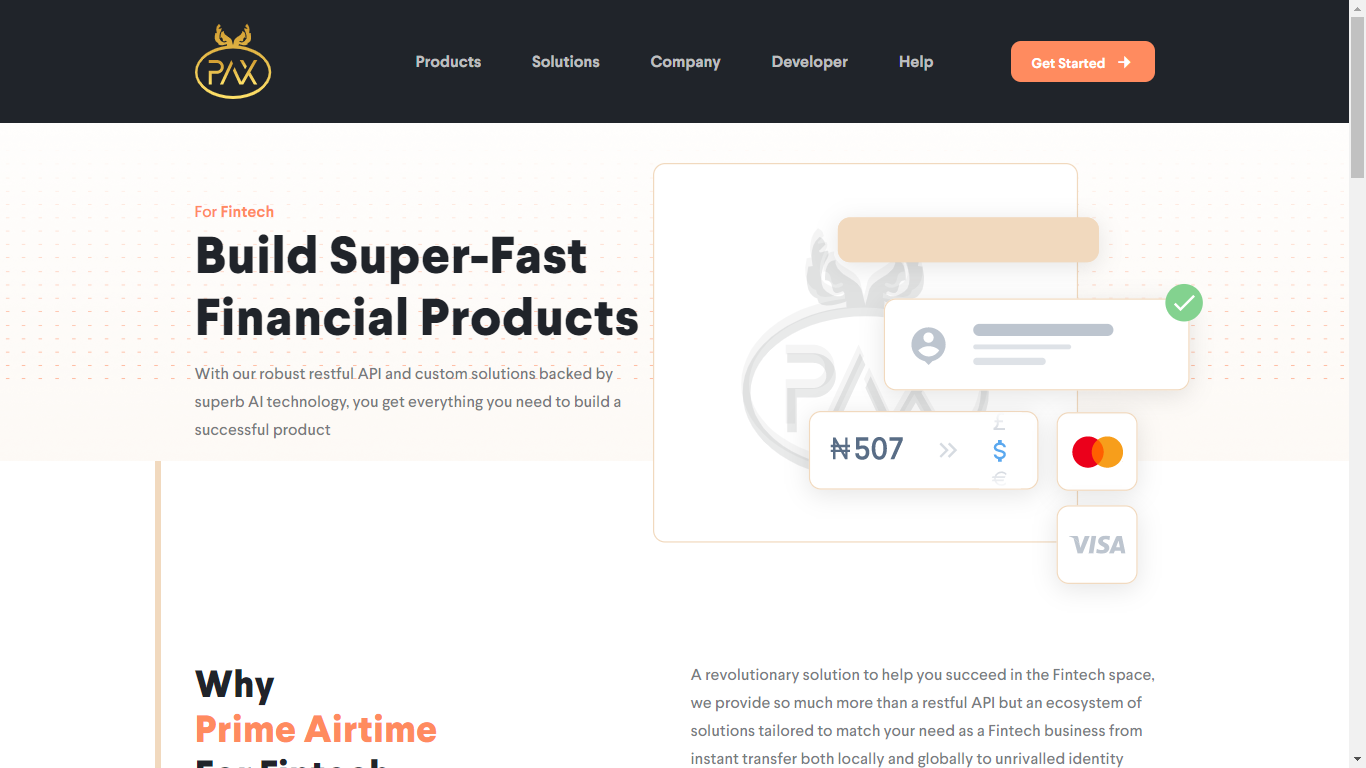 PAX
Products
Solutions
Company
Developer
Help
Get Started
For Fintech
Build Super-Fast
Financial Products
With our robust restful API and custom solutions backed by
superb AI technology, you get everything you need to build a
successful product
PAX
₦507
»
£
$
€
VISA
Why
Prime Airtime
For Fintech
A revolutionary solution to help you succeed in the Fintech space,
we provide so much more than a restful API but an ecosystem of
solutions tailored to match your need as a Fintech business from
instant transfer both locally and globally to unrivalled identity